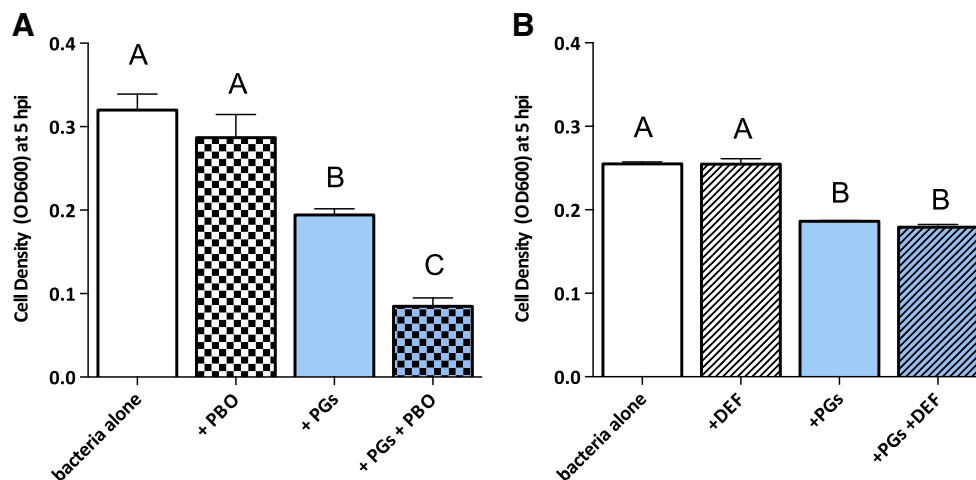 A
Cell Density (OD600) at 5 hpi
0.4
0.3
0.2
0.1
0.0
A
A
B
C
bacteria alone
+ PBO
+ PGs
+ PGs + PBO
B
Cell Density (OD600) at 5 hpi
0.4
0.3
0.2
0.1
0.0
A
A
B
B
bacteria alone
+DEF
+PGs
+PGs +DEF